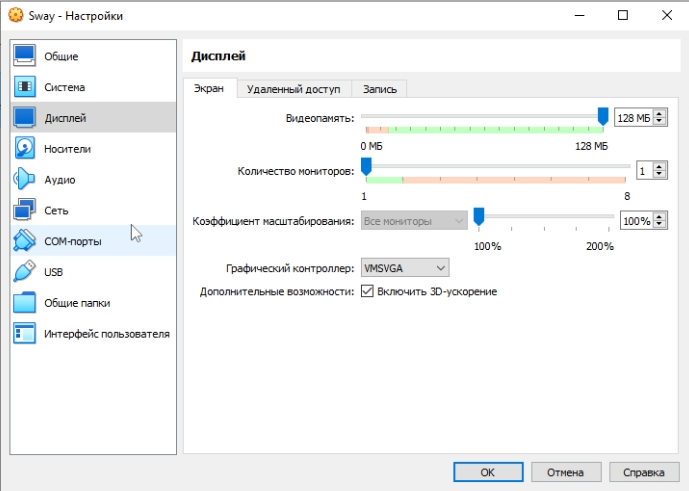 Sway - Настройки
Общие
Система
Дисплей
Носители
Аудио
Сеть
COM-порты
USB
Общие папки
Интерфейс пользователя
Дисплей
Экран Удаленный доступ Запись
Видеопамять: 128 МБ
0 МБ 128 МБ
Количество мониторов: 1
1 8
Коэффициент масштабирования: Все мониторы 100%
100% 200%
Графический контроллер: VMSVGA
Дополнительные возможности: Включить 3D-ускорение
OK Отмена Справка